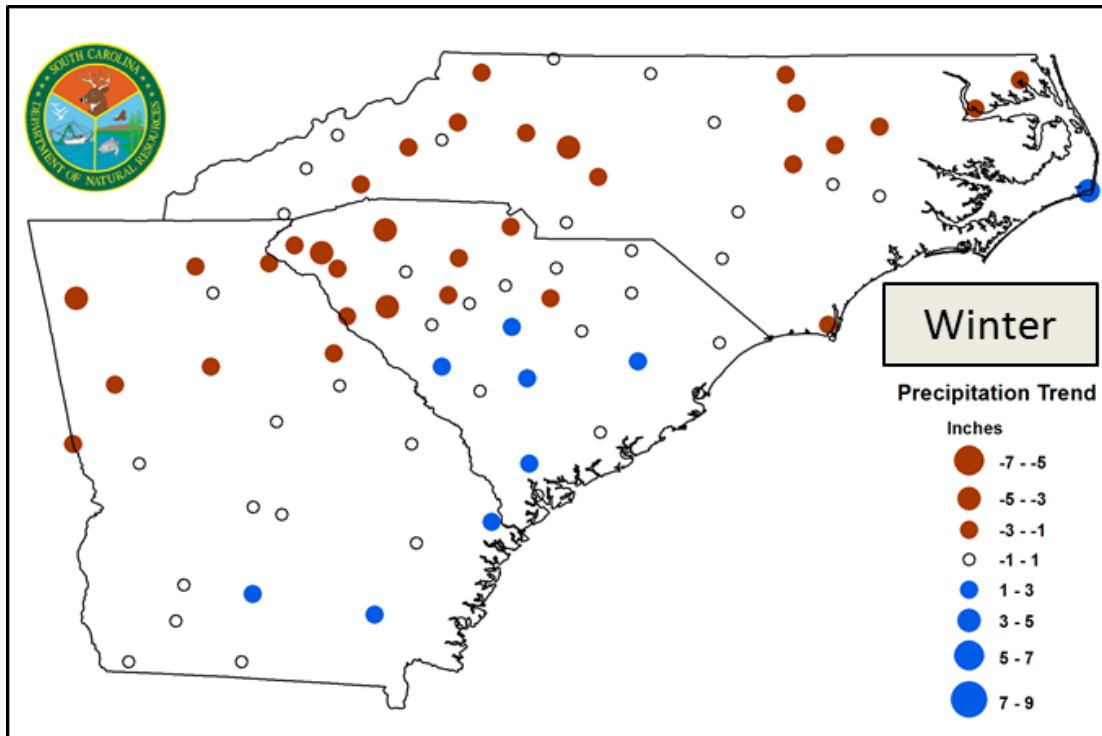 SOUTH CAROLINA
DEPARTMENT OF NATURAL RESOURCES
Winter
Precipitation Trend
Inches
-7 - -5
-5 - -3
-3 - -1
-1 - 1
1 - 3
3 - 5
5 - 7
7 - 9